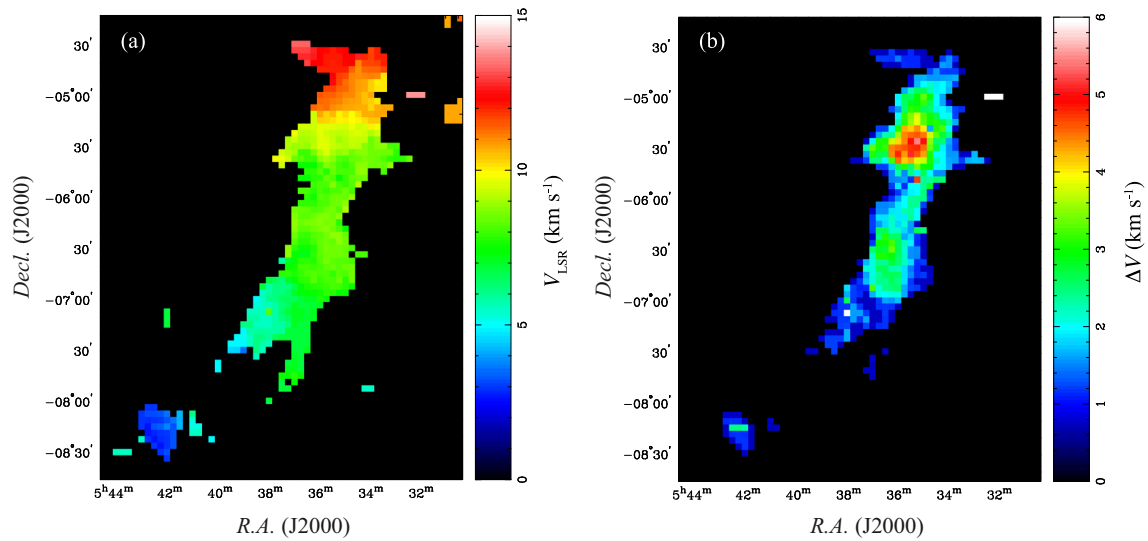 (a)
30′
−05°00′
30′
−06°00′
30′
−07°00′
30′
−08°00′
−08°30′
Decl. (J2000)
5ʰ44ᵐ 42ᵐ 40ᵐ 38ᵐ 36ᵐ 34ᵐ 32ᵐ
R.A. (J2000)
15
10
5
0
V_LSR (km s⁻¹)
(b)
30′
−05°00′
30′
−06°00′
30′
−07°00′
30′
−08°00′
−08°30′
Decl. (J2000)
5ʰ44ᵐ 42ᵐ 40ᵐ 38ᵐ 36ᵐ 34ᵐ 32ᵐ
R.A. (J2000)
6
5
4
3
2
1
0
ΔV (km s⁻¹)